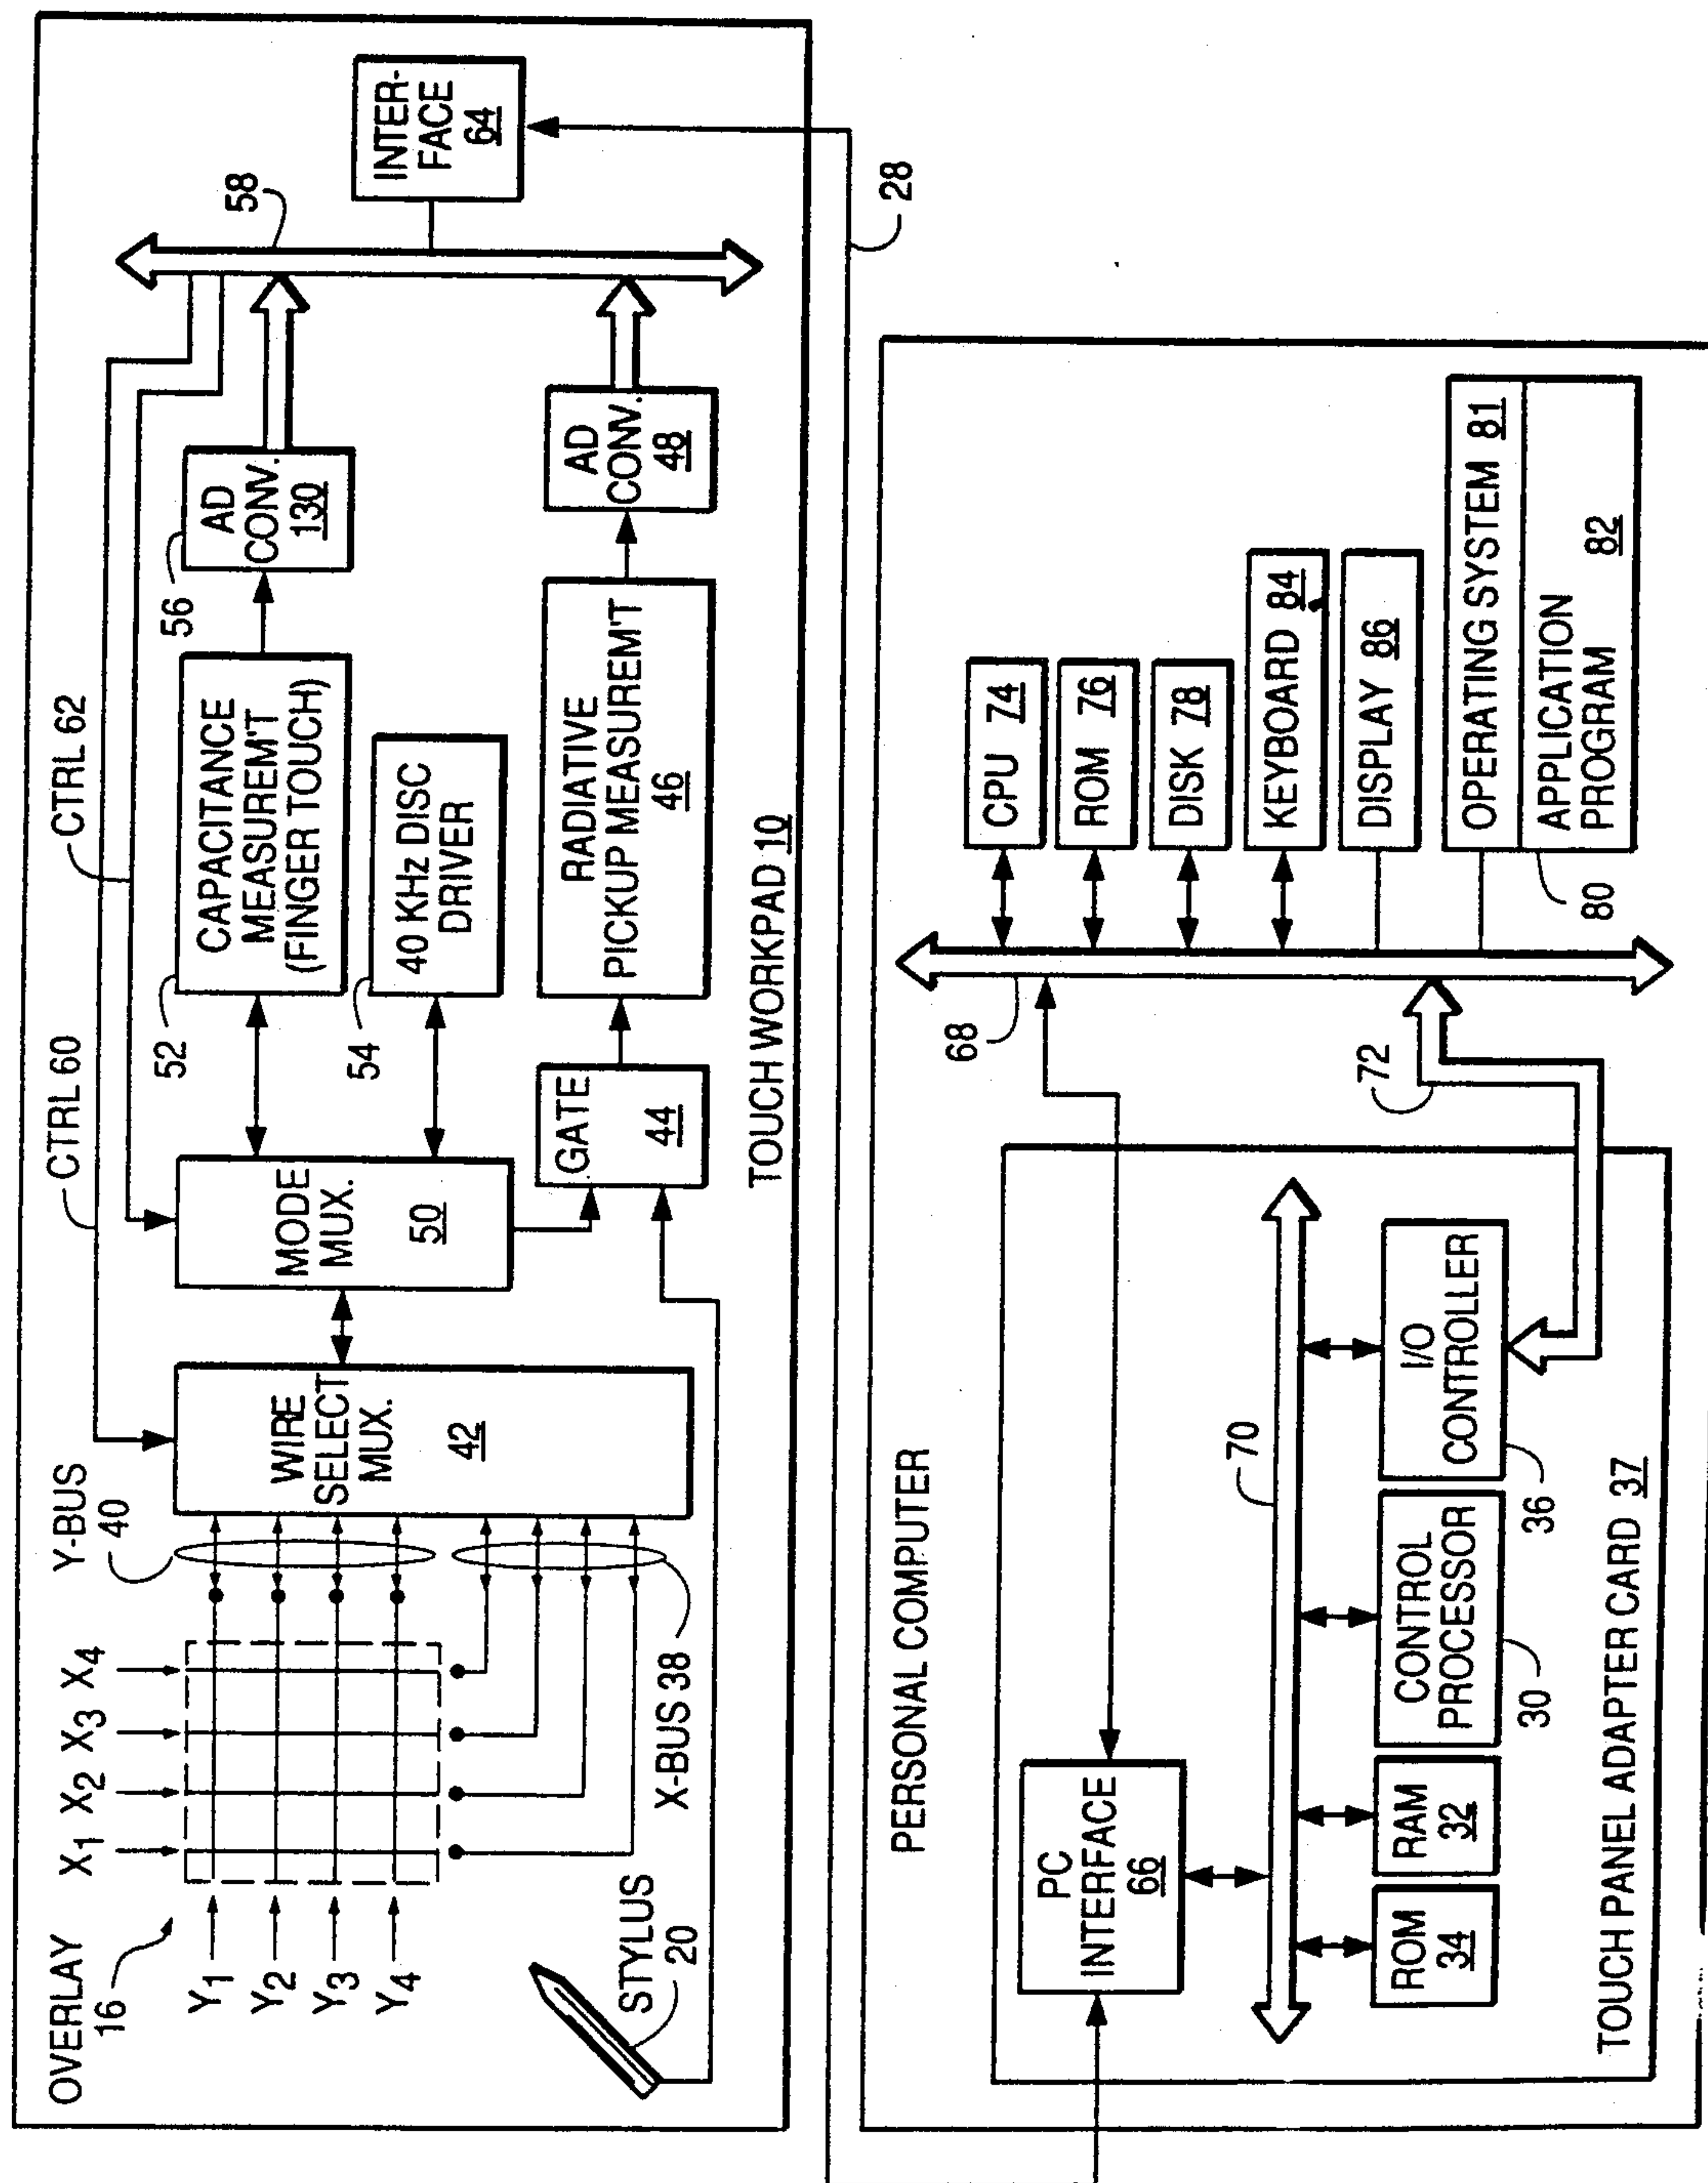 OVERLAY
16
X1 X2 X3 X4
Y1
Y2
Y3
Y4
Y-BUS
40
X-BUS 38
STYLUS
20
WIRE
SELECT
MUX.
42
CTRL 60
CTRL 62
MODE
MUX.
50
GATE
44
52
CAPACITANCE
MEASUREM'T
(FINGER TOUCH)
54
40 KHz DISC
DRIVER
RADIATIVE
PICKUP MEASUREM'T
46
56
AD
CONV.
130
AD
CONV.
48
58
INTER-
FACE
64
TOUCH WORKPAD 10
28
PERSONAL COMPUTER
PC
INTERFACE
66
70
ROM
34
RAM
32
CONTROL
PROCESSOR
30
I/O
CONTROLLER
36
TOUCH PANEL ADAPTER CARD 37
68
72
CPU 74
ROM 76
DISK 78
KEYBOARD 84
DISPLAY 86
OPERATING SYSTEM 81
APPLICATION
PROGRAM 82
80